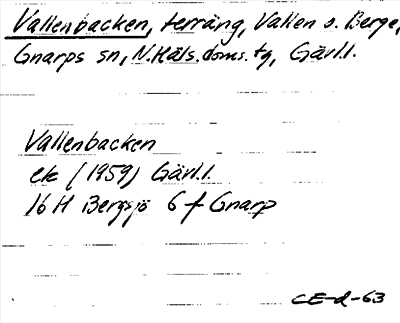 Vallenbacken, terräng, Vallen o. Berge,
Gnarps sn, N.Häls.doms.tg, Gävl.l.
Vallenbacken
ek (1959) Gävl.l.
16 H Bergsjö 6 f Gnarp
CE-d-63